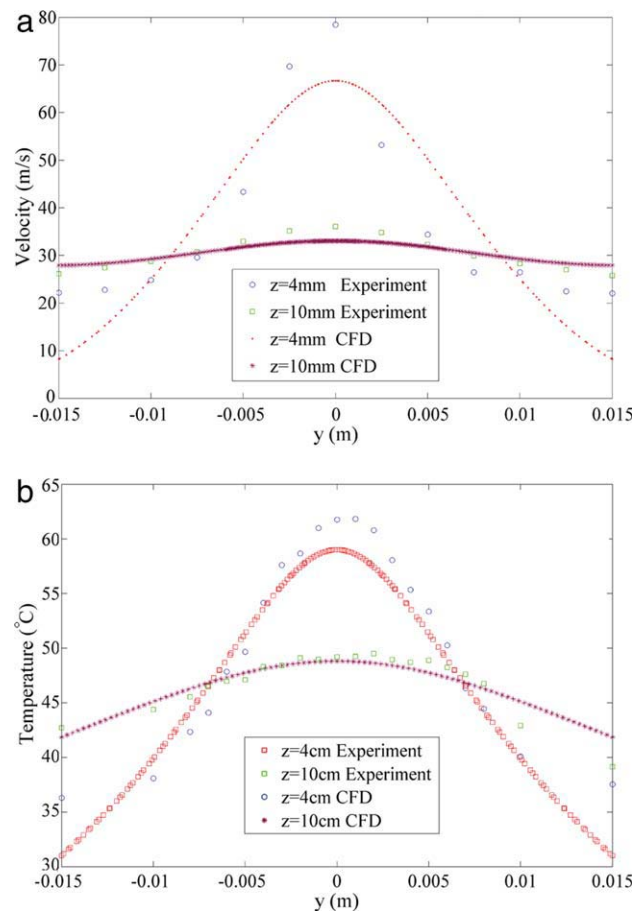 a
80
70
60
50
40
30
20
10
0
Velocity (m/s)
z=4mm Experiment
z=10mm Experiment
z=4mm CFD
z=10mm CFD
-0.015 -0.01 -0.005 0 0.005 0.010 0.015
y (m)
b
65
60
55
50
45
40
35
30
Temperature (°C)
z=4cm Experiment
z=10cm Experiment
z=4cm CFD
z=10cm CFD
-0.015 -0.01 -0.005 0 0.005 0.01 0.015
y (m)